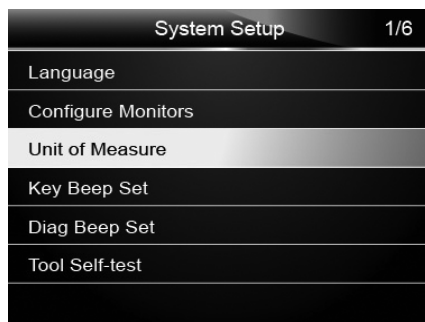 System Setup 1/6
Language
Configure Monitors
Unit of Measure
Key Beep Set
Diag Beep Set
Tool Self-test